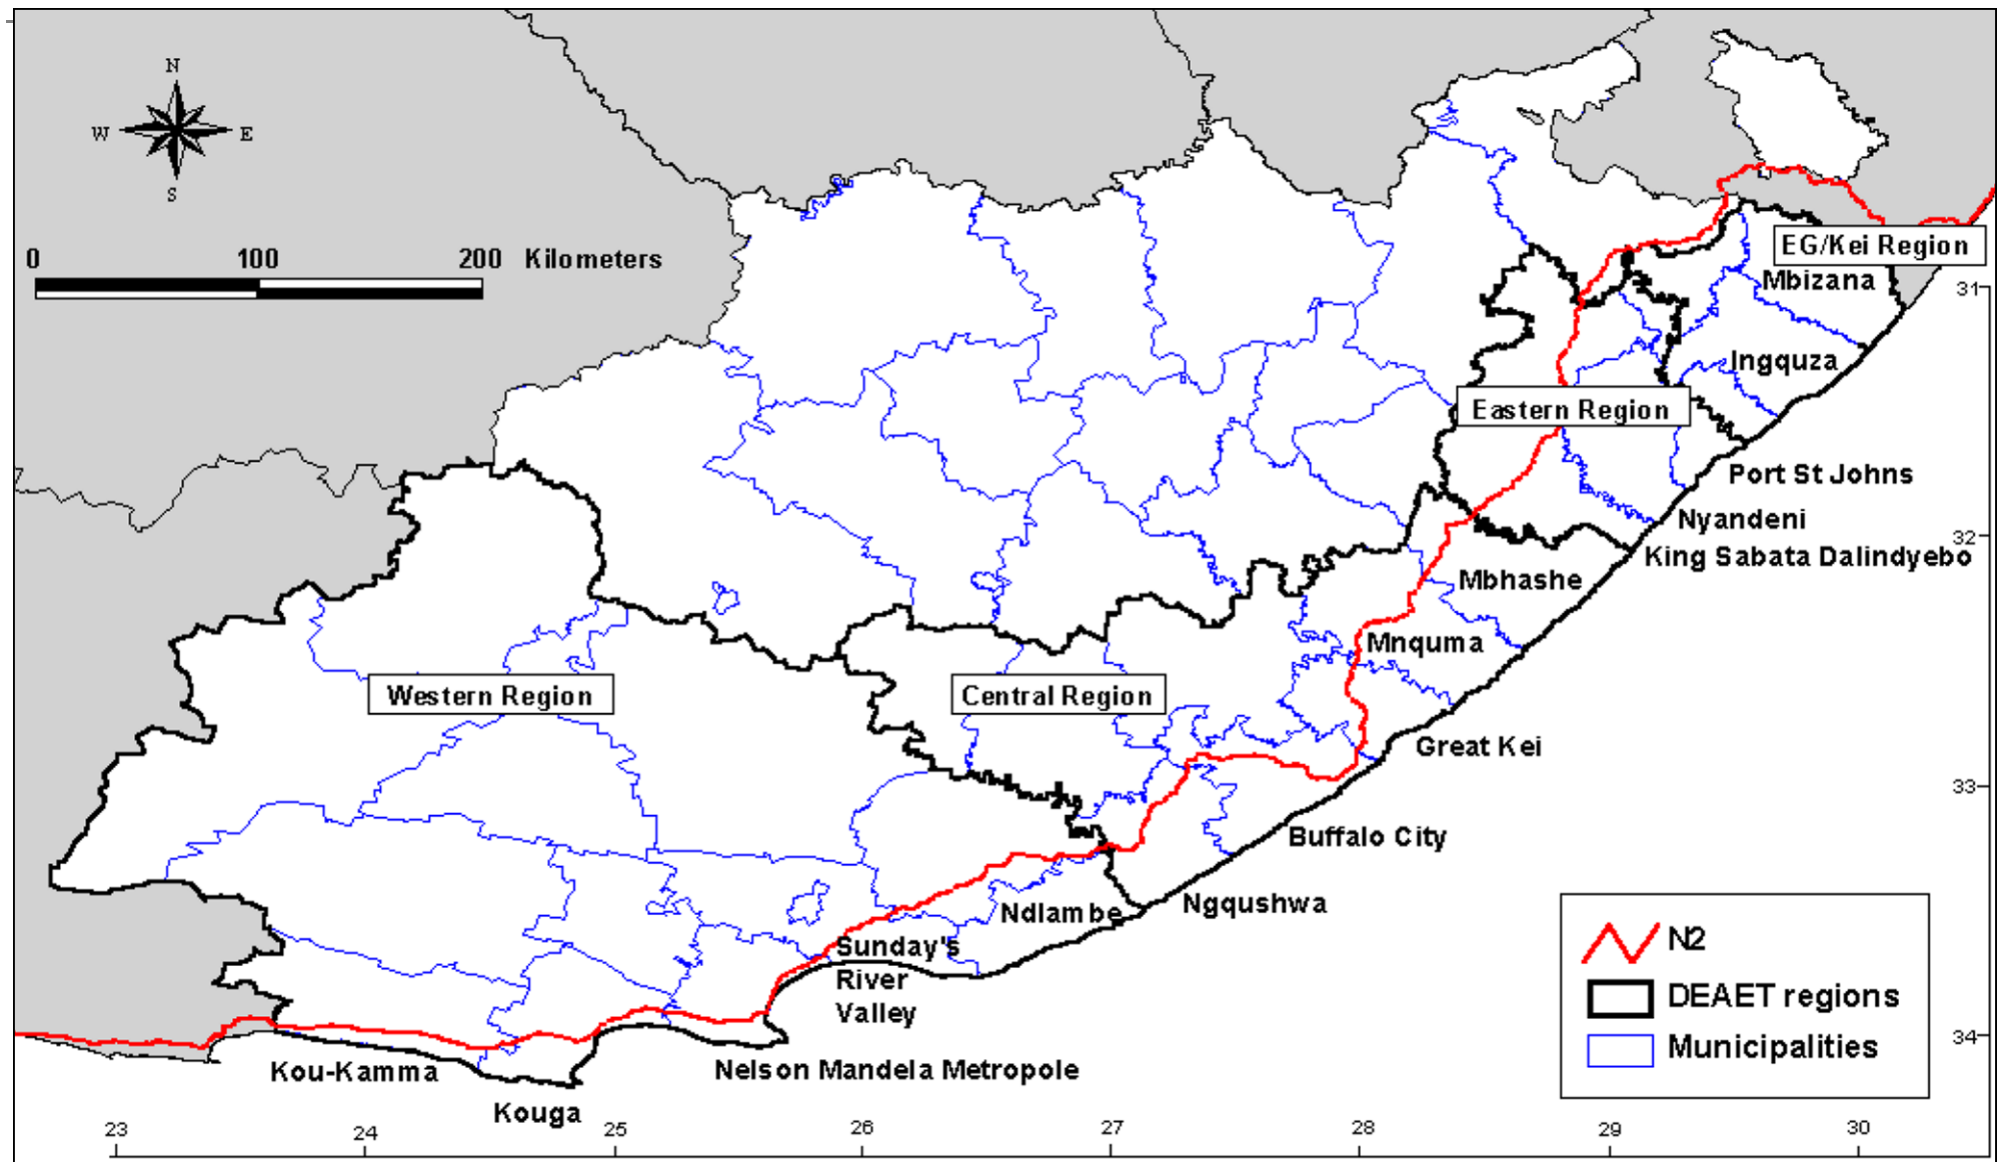 N
W E
S
0 100 200 Kilometers
EG/Kei Region
Mbizana
31
Ingquza
Eastern Region
Port St Johns
Nyandeni
32
King Sabata Dalindyebo
Mbhashe
Mnquma
Western Region
Central Region
Great Kei
33
Buffalo City
Ngqushwa
Ndlambe
Sunday's
River
Valley
N2
DEAET regions
Municipalities
34
Kou-Kamma
Nelson Mandela Metropole
Kouga
23 24 25 26 27 28 29 30